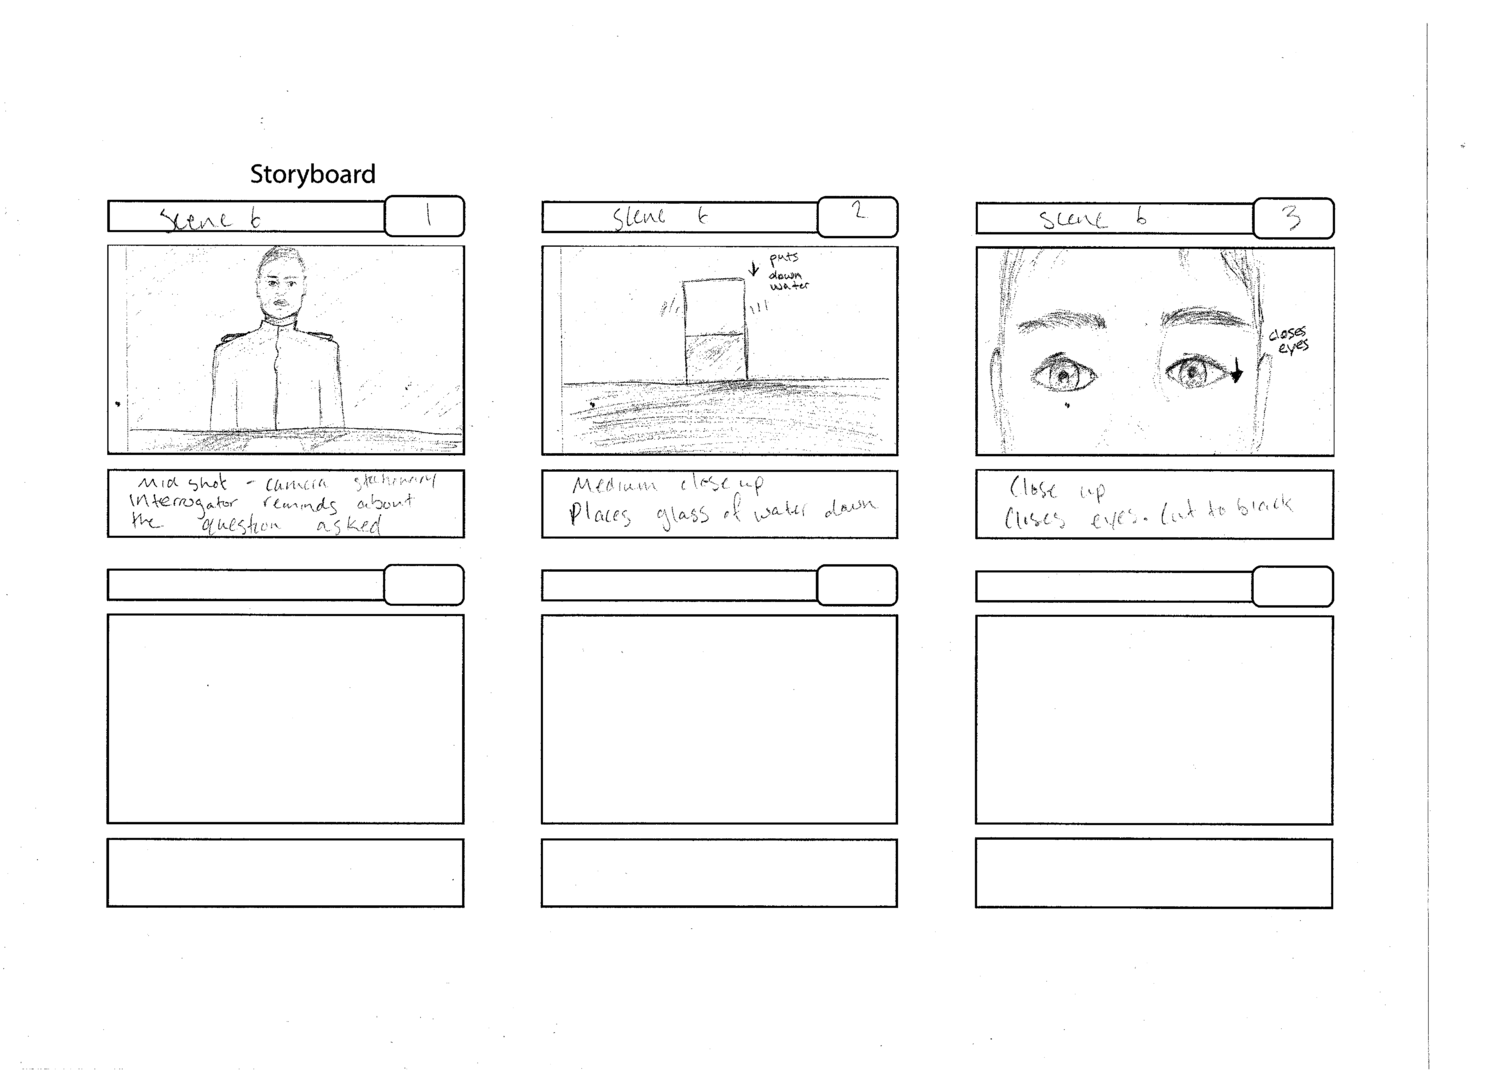 Storyboard
Scene 6
1
Scene 6
2
Scene 6
3
puts
down
water
closes
eyes
Mid shot - camera stationary
Interrogator reminds about
the question asked
Medium close up
Places glass of water down
Close up
Closes eyes. Cut to black